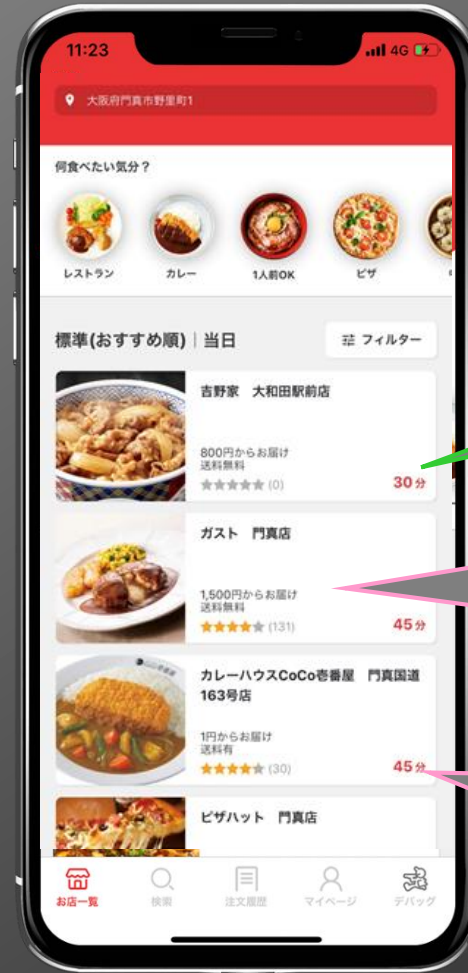 11:23
4G
大阪府門真市野里町1
何食べたい気分？
レストラン
カレー
1人前OK
ピザ
標準(おすすめ順)｜当日
フィルター
吉野家　大和田駅前店
800円からお届け
送料無料
★★★★★ (0)
30分
ガスト　門真店
1,500円からお届け
送料無料
★★★★★ (131)
45分
カレーハウスCoCo壱番屋　門真国道
163号店
1円からお届け
送料有
★★★★★ (30)
45分
ピザハット　門真店
お店一覧
検索
注文履歴
マイページ
デバッグ